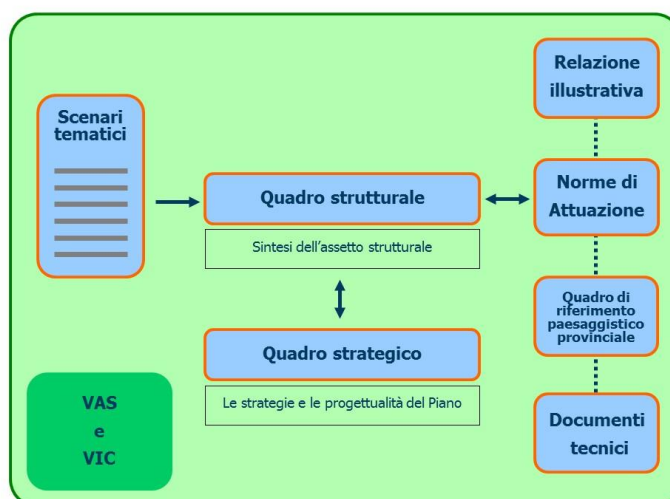 Scenari
tematici
Quadro strutturale
Sintesi dell'assetto strutturale
Quadro strategico
Le strategie e le progettualità del Piano
VAS
e
VIC
Relazione
illustrativa
Norme di
Attuazione
Quadro di
riferimento
paesaggistico
provinciale
Documenti
tecnici